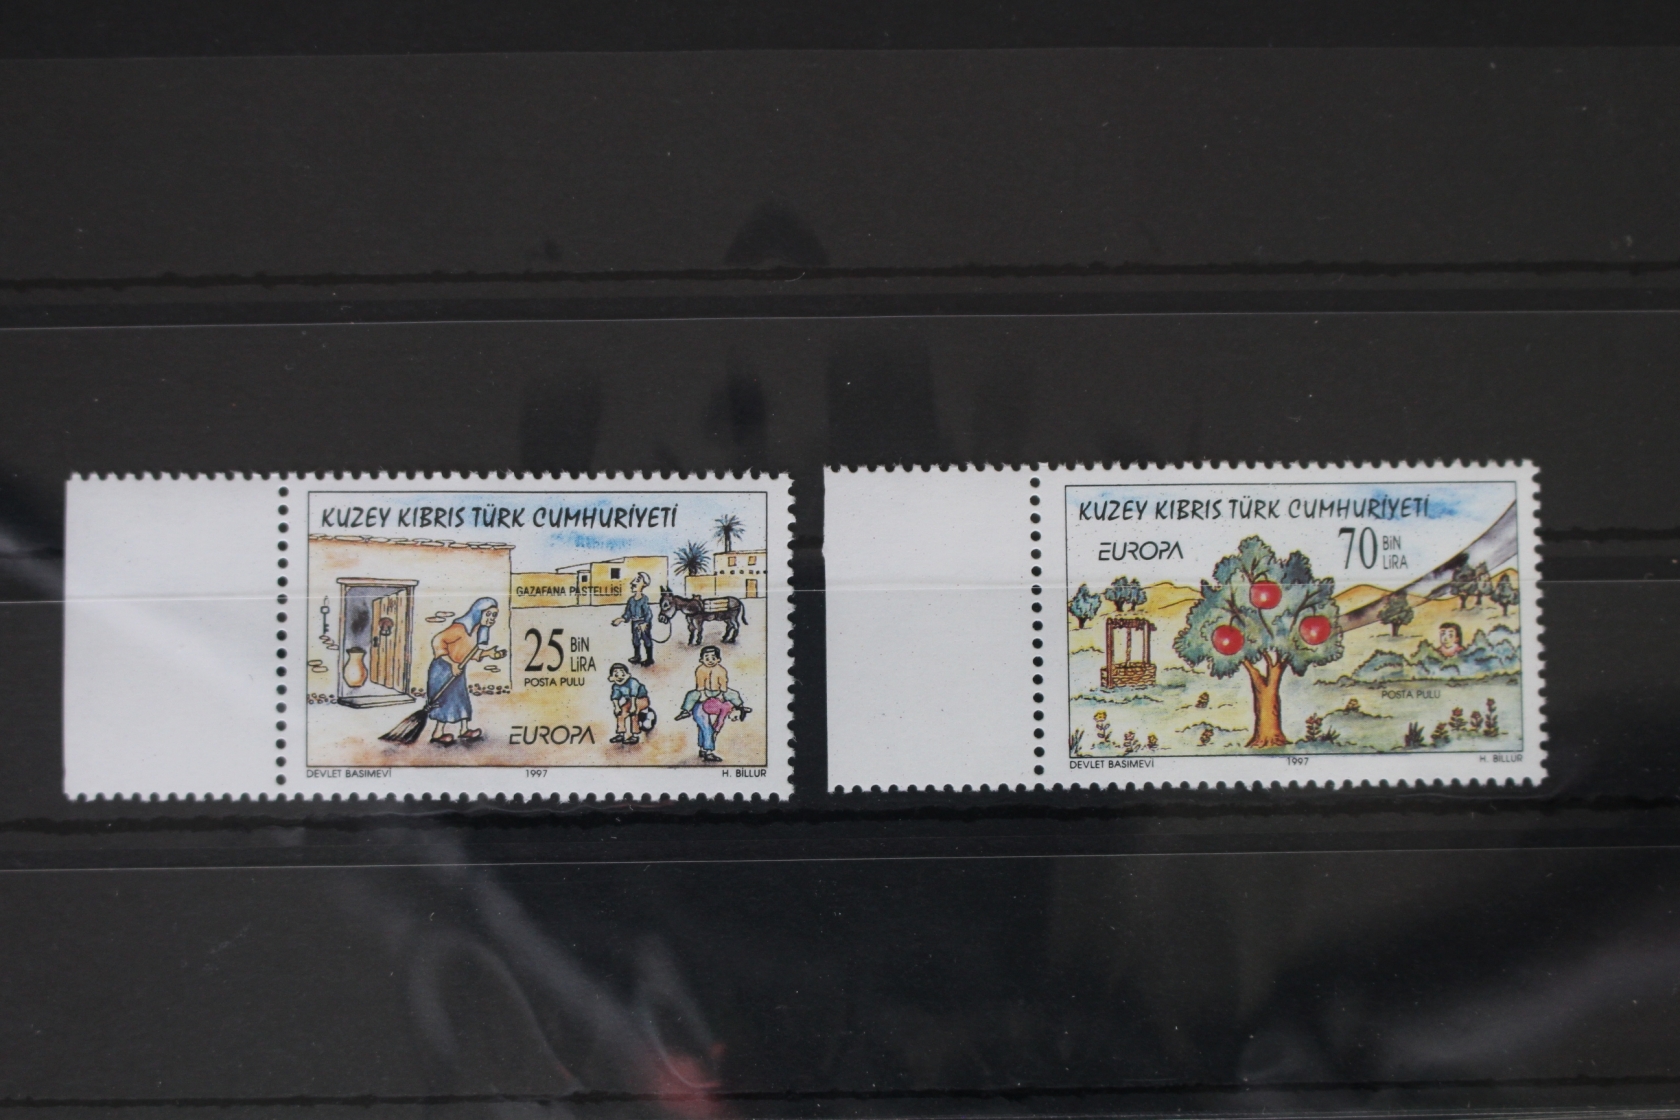 KUZEY KIBRIS TÜRK CUMHURİYETİ
GAZAFANA PASTELLİSİ
25 BİN LİRA
POSTA PULU
EUROPA
DEVLET BASIMEVİ 1997 H. BİLLUR
KUZEY KIBRIS TÜRK CUMHURİYETİ
EUROPA
70 BİN LİRA
POSTA PULU
DEVLET BASIMEVİ 1997 H. BİLLUR